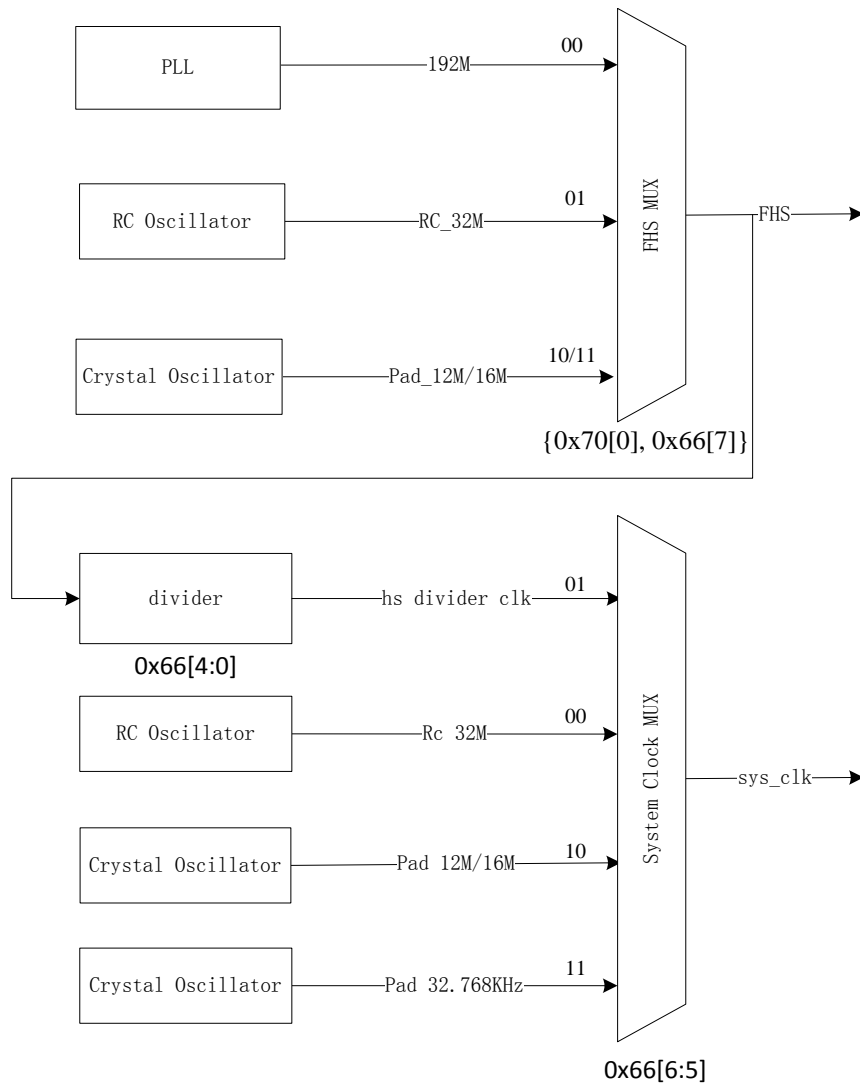 PLL
192M
00
RC Oscillator
RC_32M
01
FHS MUX
FHS
Crystal Oscillator
Pad_12M/16M
10/11
{0x70[0], 0x66[7]}
divider
hs divider clk
01
0x66[4:0]
RC Oscillator
Rc 32M
00
System Clock MUX
sys_clk
Crystal Oscillator
Pad 12M/16M
10
Crystal Oscillator
Pad 32.768KHz
11
0x66[6:5]